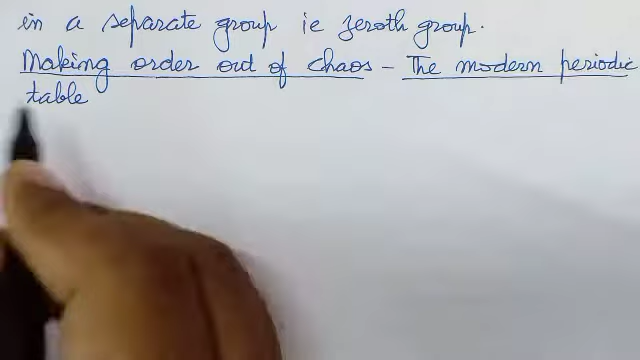 in a separate group ie zeroth group.
Making order out of chaos - The modern periodic
table